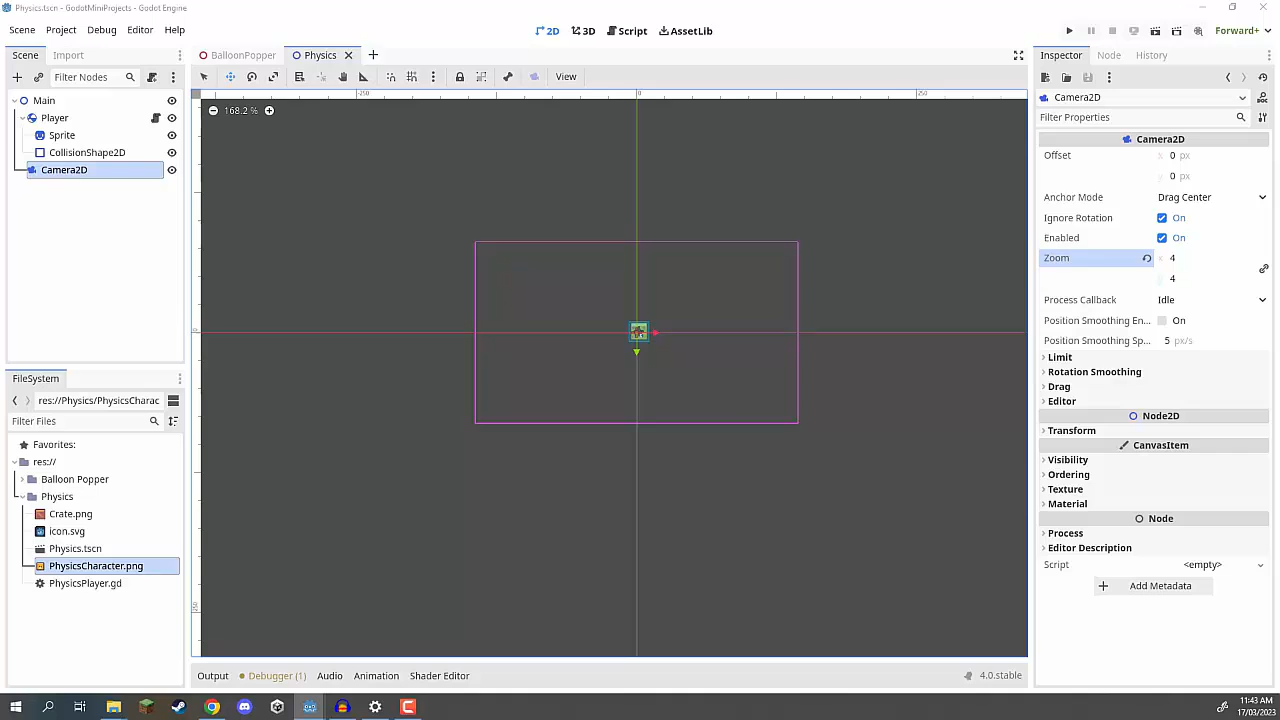 Physics.tscn - GodotMiniProjects - Godot Engine
Scene Project Debug Editor Help
2D 3D Script AssetLib
Forward+
Scene Import
BalloonPopper Physics
Inspector Node History
Filter Nodes
View
Main
Player
Sprite
CollisionShape2D
Camera2D
-250 0 250
168.2 %
0
250
FileSystem
res://Physics/PhysicsCharac
Filter Files
Favorites:
res://
Balloon Popper
Physics
Crate.png
icon.svg
Physics.tscn
PhysicsCharacter.png
PhysicsPlayer.gd
Camera2D
Filter Properties
Camera2D
Offset x 0 px
y 0 px
Anchor Mode Drag Center
Ignore Rotation On
Enabled On
Zoom x 4
4
Process Callback Idle
Position Smoothing En... On
Position Smoothing Sp... 5 px/s
Limit
Rotation Smoothing
Drag
Editor
Node2D
Transform
CanvasItem
Visibility
Ordering
Texture
Material
Node
Process
Editor Description
Script <empty>
Add Metadata
Output Debugger (1) Audio Animation Shader Editor
4.0.stable
11:43 AM
17/03/2023